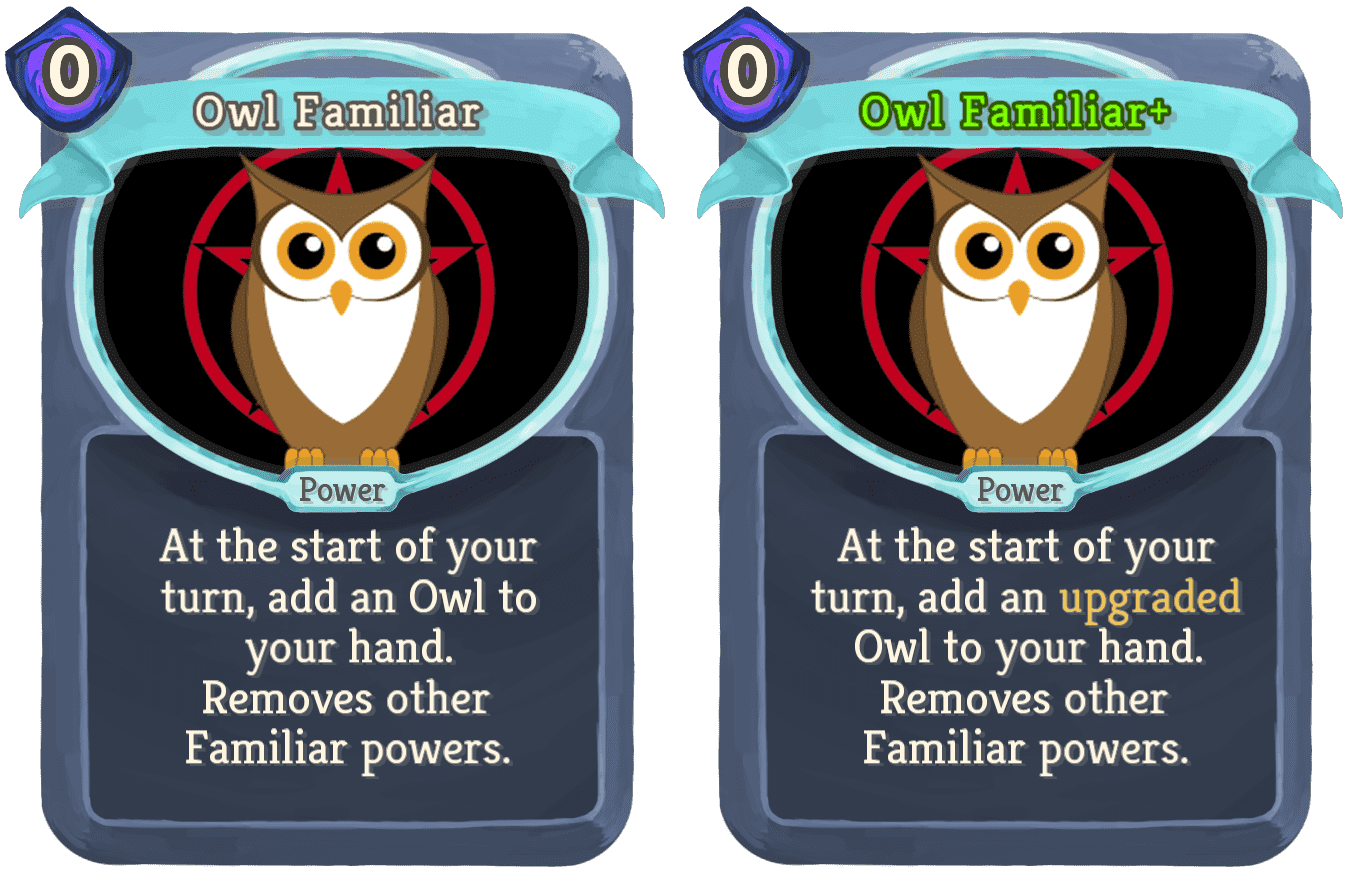 0
Owl Familiar
Power
At the start of your
turn, add an Owl to
your hand.
Removes other
Familiar powers.
0
Owl Familiar+
Power
At the start of your
turn, add an upgraded
Owl to your hand.
Removes other
Familiar powers.